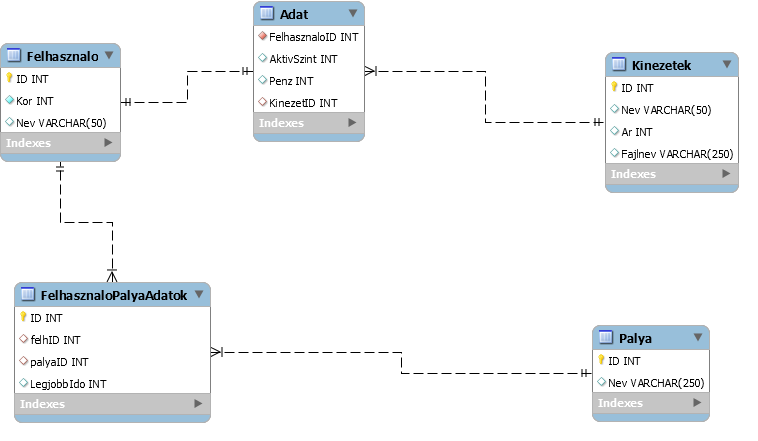 Adat
FelhasznaloID INT
AktivSzint INT
Penz INT
KinezetID INT
Indexes
Felhasznalo
ID INT
Kor INT
Nev VARCHAR(50)
Indexes
Kinezetek
ID INT
Nev VARCHAR(50)
Ar INT
Fajlnev VARCHAR(250)
Indexes
FelhasznaloPalyaAdatok
ID INT
felhID INT
palyaID INT
LegjobbIdo INT
Indexes
Palya
ID INT
Nev VARCHAR(250)
Indexes